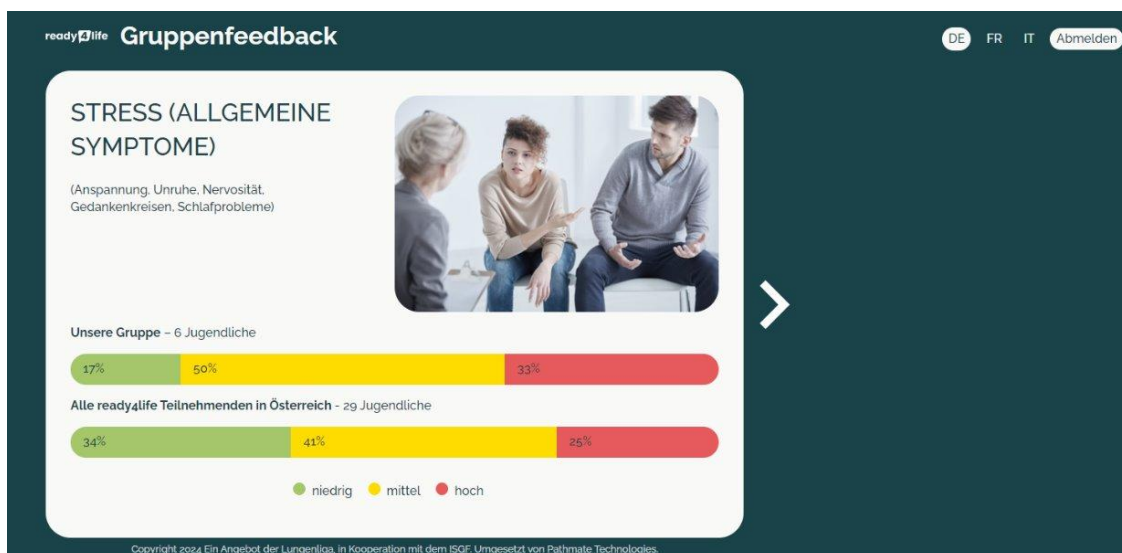 ready4life Gruppenfeedback
DE FR IT Abmelden
STRESS (ALLGEMEINE
SYMPTOME)
(Anspannung, Unruhe, Nervosität,
Gedankenkreisen, Schlafprobleme)
Unsere Gruppe – 6 Jugendliche
17% 50% 33%
Alle ready4life Teilnehmenden in Österreich - 29 Jugendliche
34% 41% 25%
niedrig mittel hoch
Copyright 2024 Ein Angebot der Lungenliga, in Kooperation mit dem ISGF. Umgesetzt von Pathmate Technologies.